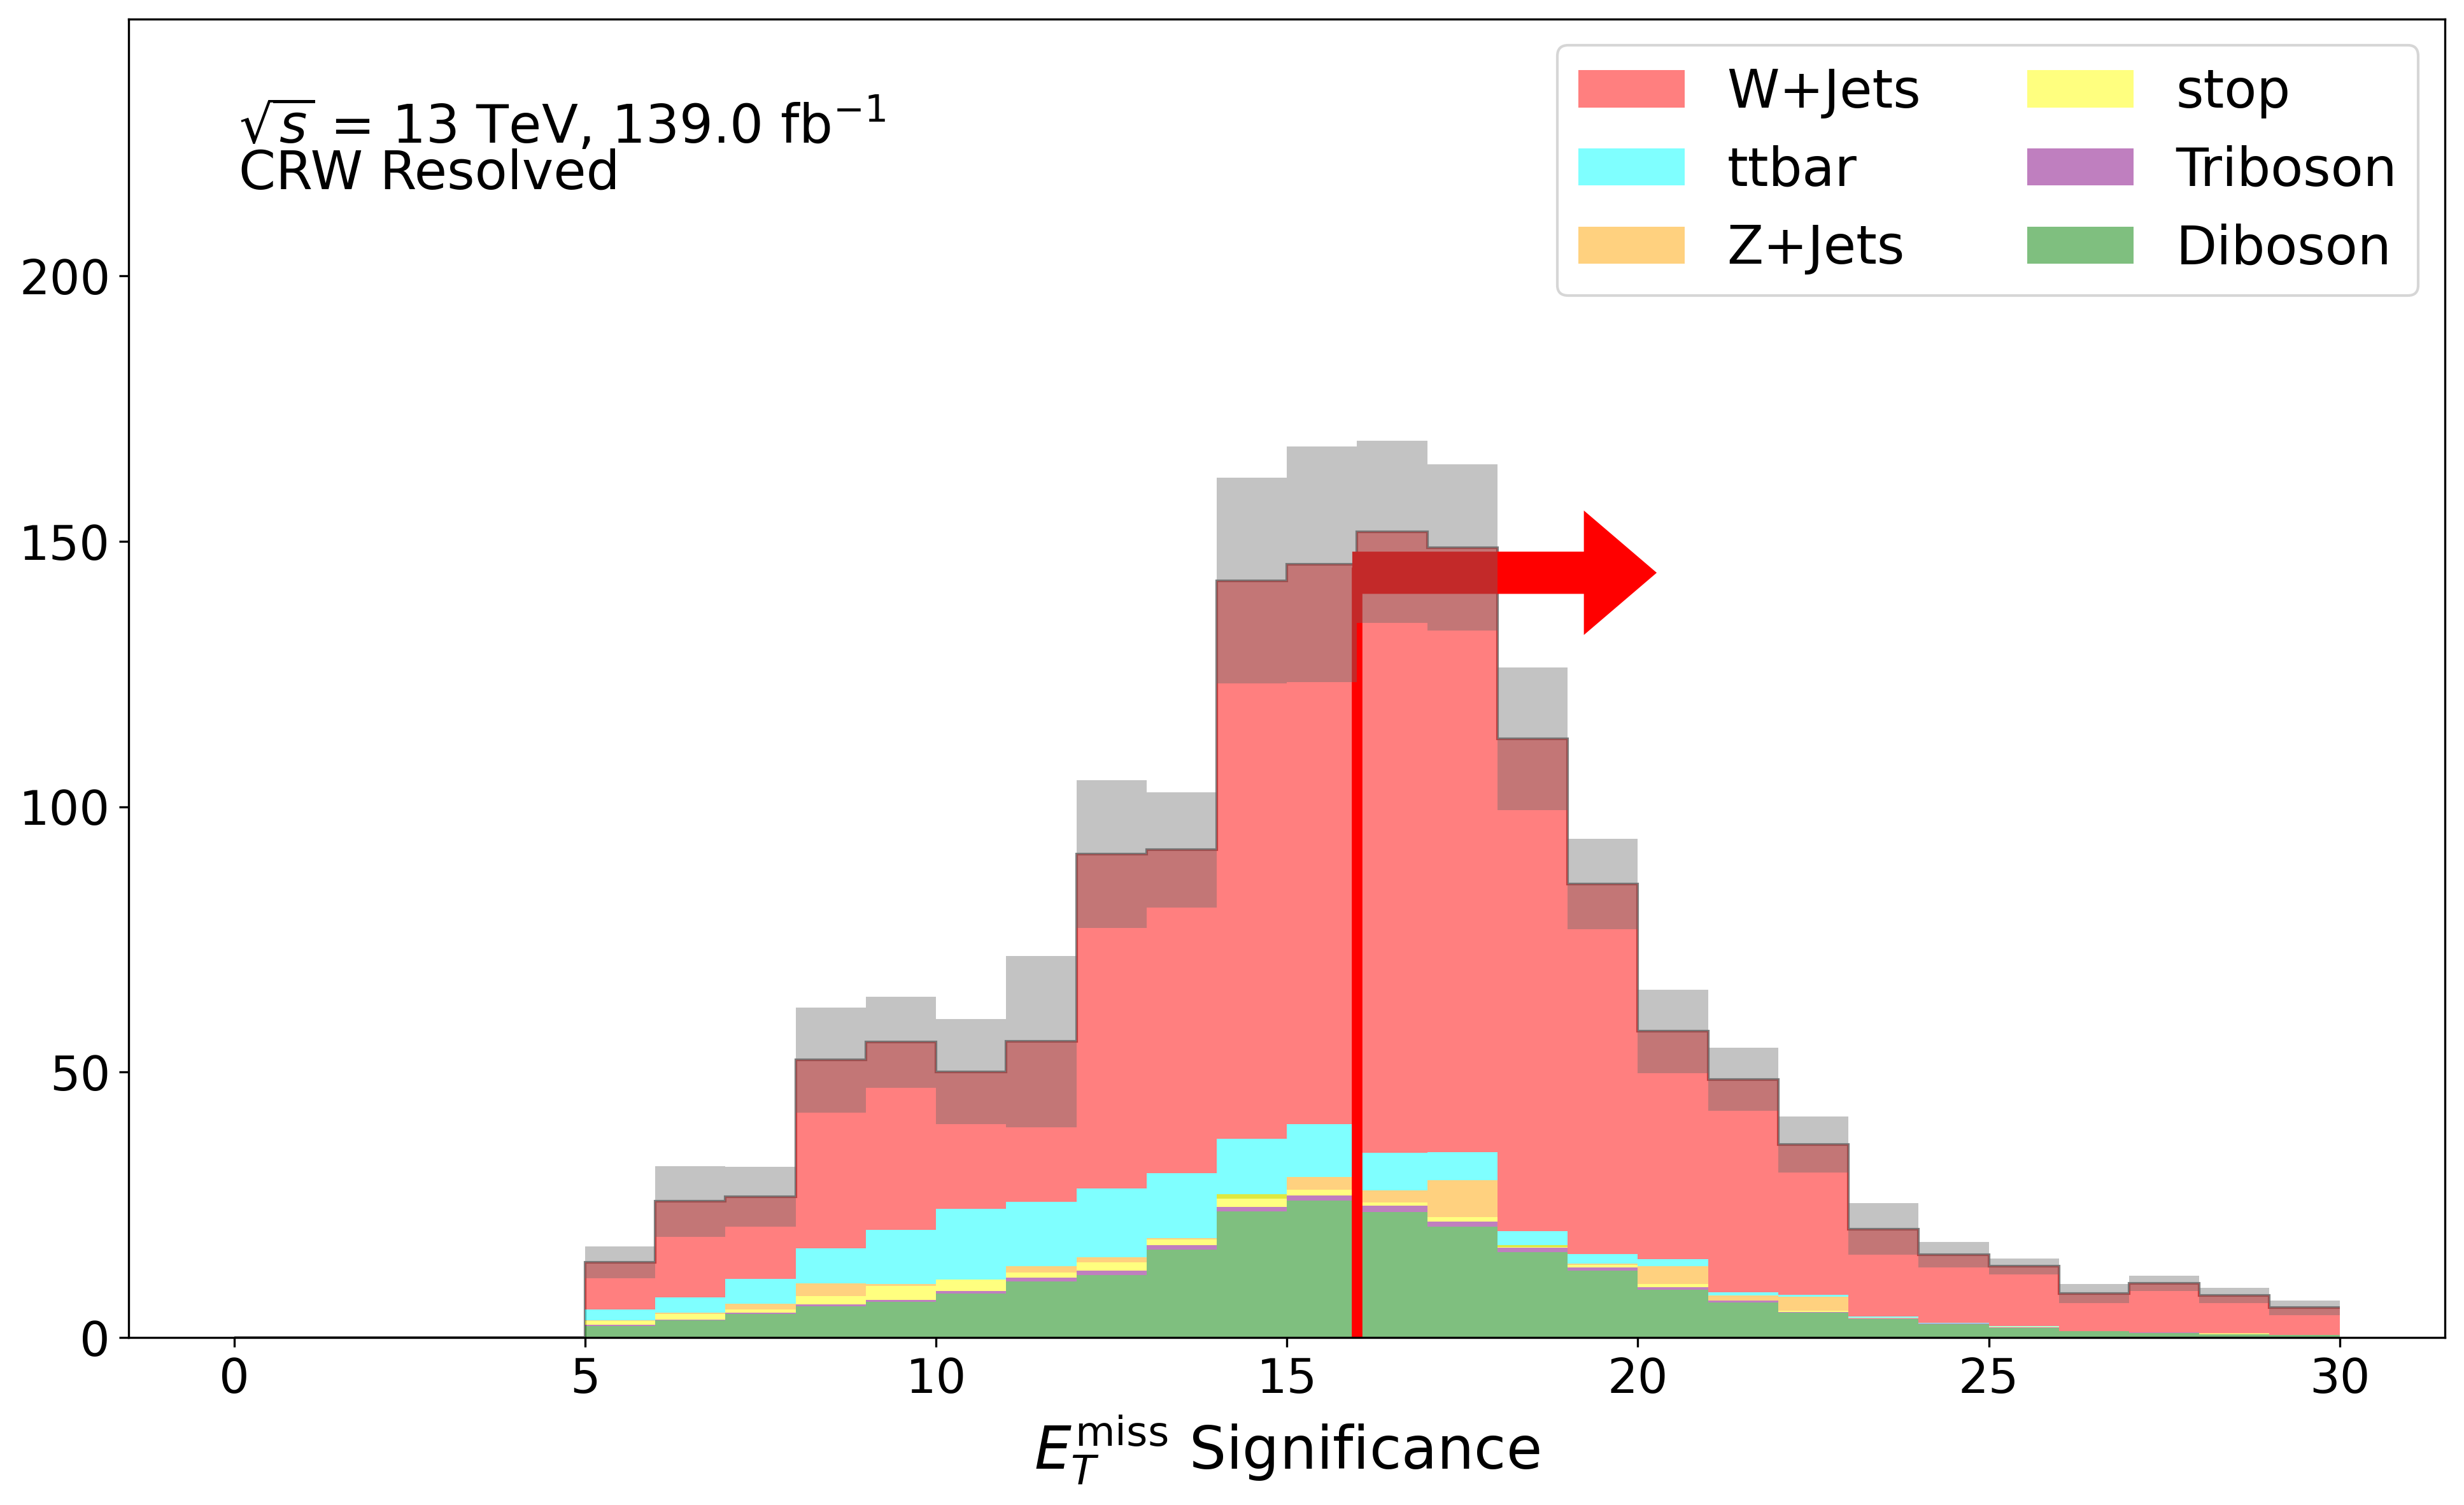 √s = 13 TeV, 139.0 fb⁻¹
CRW Resolved
W+Jets
ttbar
Z+Jets
stop
Triboson
Diboson
200
150
100
50
0
0 5 10 15 20 25 30
E_T^miss Significance